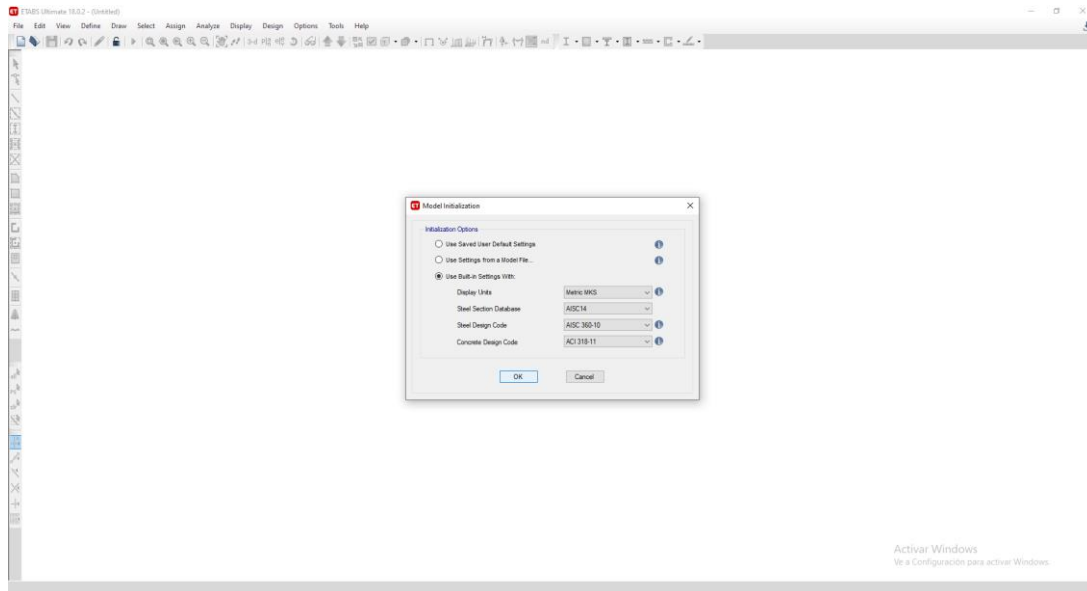 ETABS Ultimate 18.0.2 - (Untitled)
File Edit View Define Draw Select Assign Analyze Display Design Options Tools Help
Model Initialization
Initialization Options
Use Saved User Default Settings
Use Settings from a Model File...
Use Built-in Settings With:
Display Units Metric MKS
Steel Section Database AISC14
Steel Design Code AISC 360-10
Concrete Design Code ACI 318-11
OK Cancel
Activar Windows
Ve a Configuración para activar Windows.